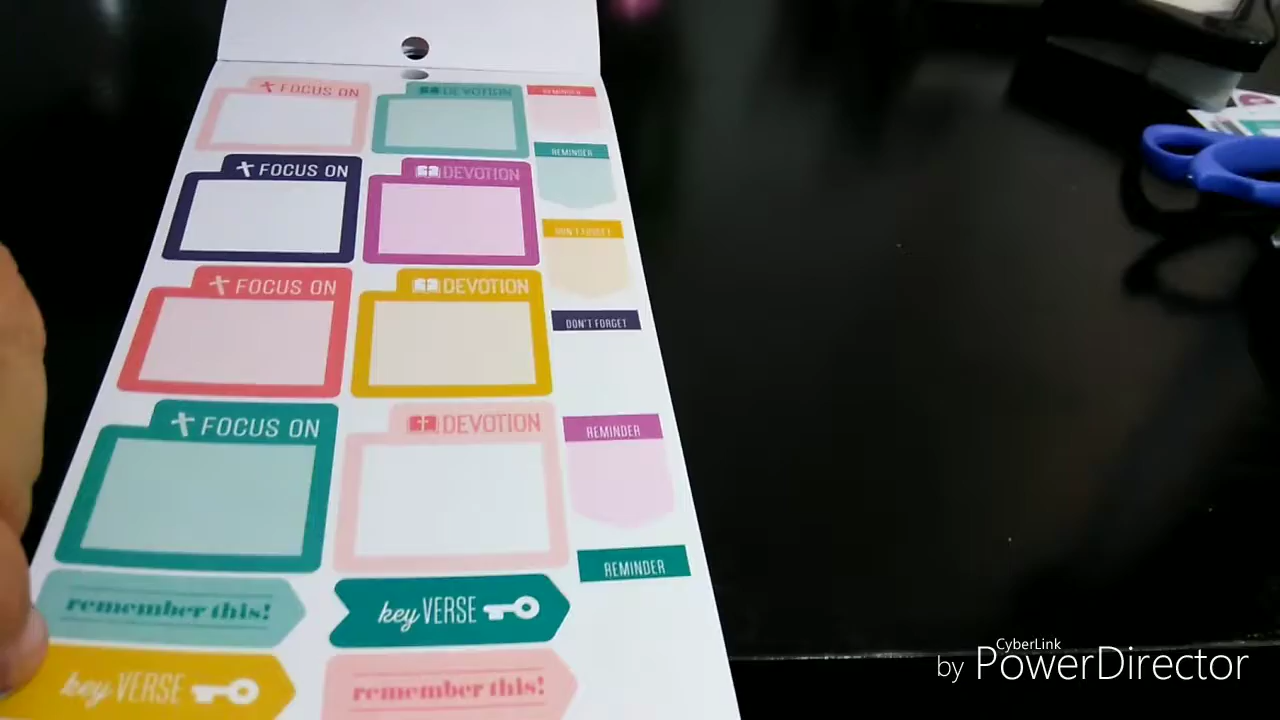 FOCUS ON
DEVOTION
REMINDER
REMINDER
FOCUS ON
DEVOTION
DON'T FORGET
FOCUS ON
DEVOTION
DON'T FORGET
FOCUS ON
DEVOTION
REMINDER
REMINDER
remember this!
key VERSE
key VERSE
remember this!
CyberLink
by PowerDirector